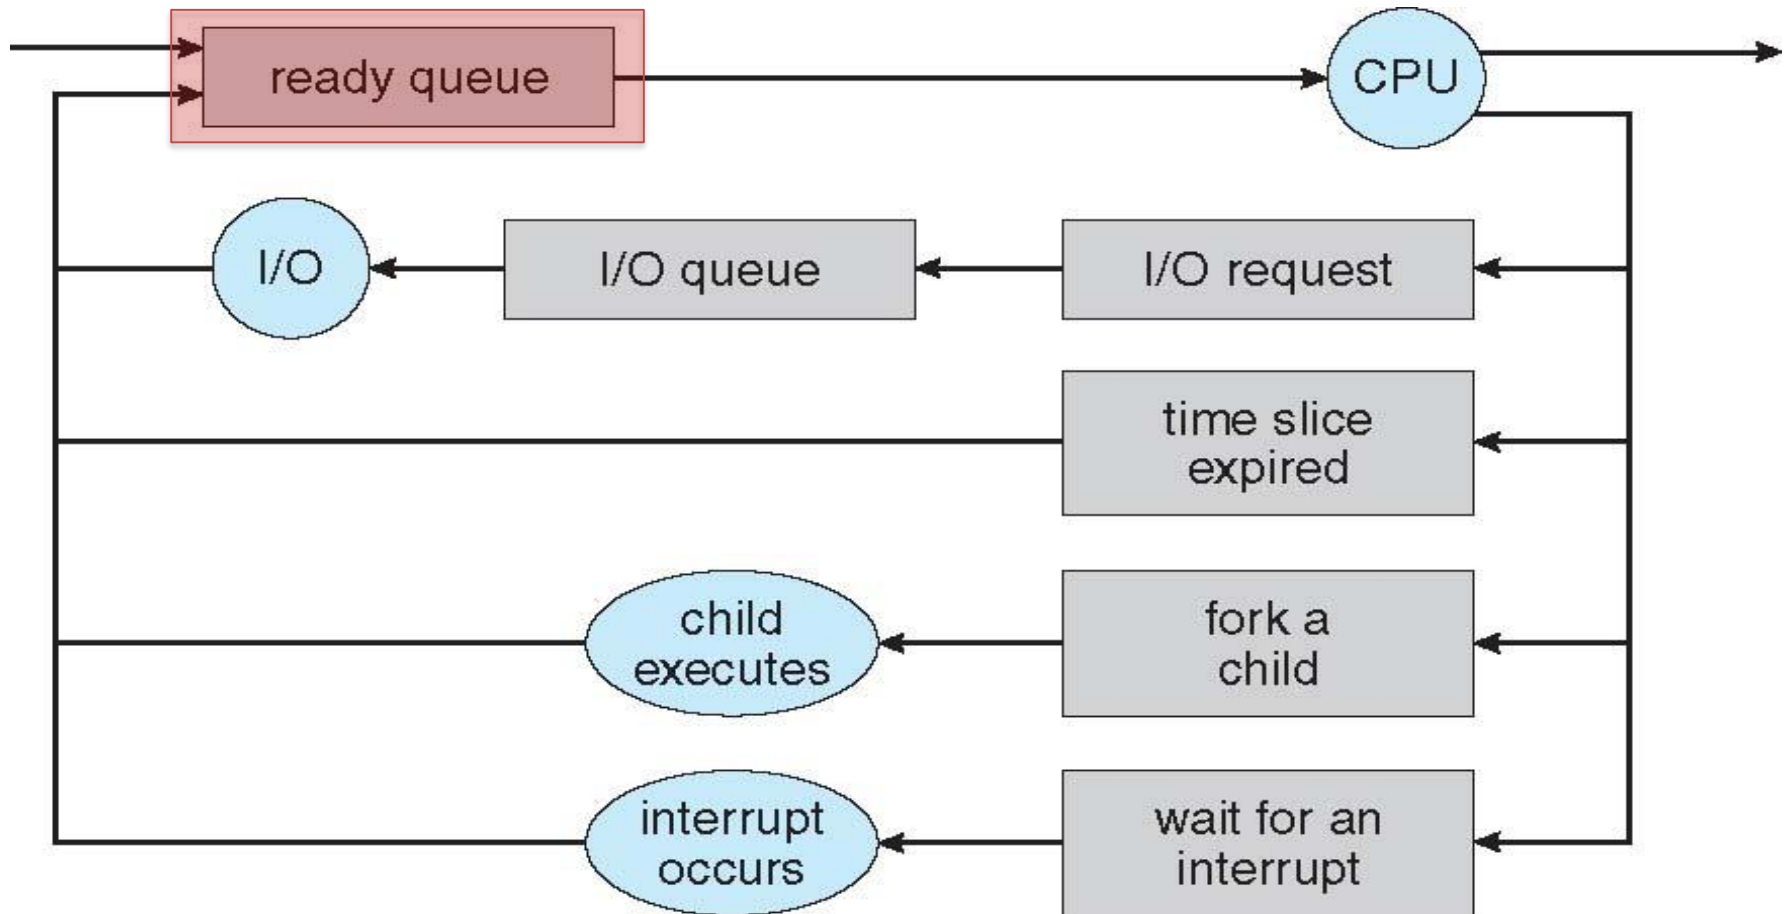 ready queue
CPU
I/O
I/O queue
I/O request
time slice
expired
child
executes
fork a
child
interrupt
occurs
wait for an
interrupt